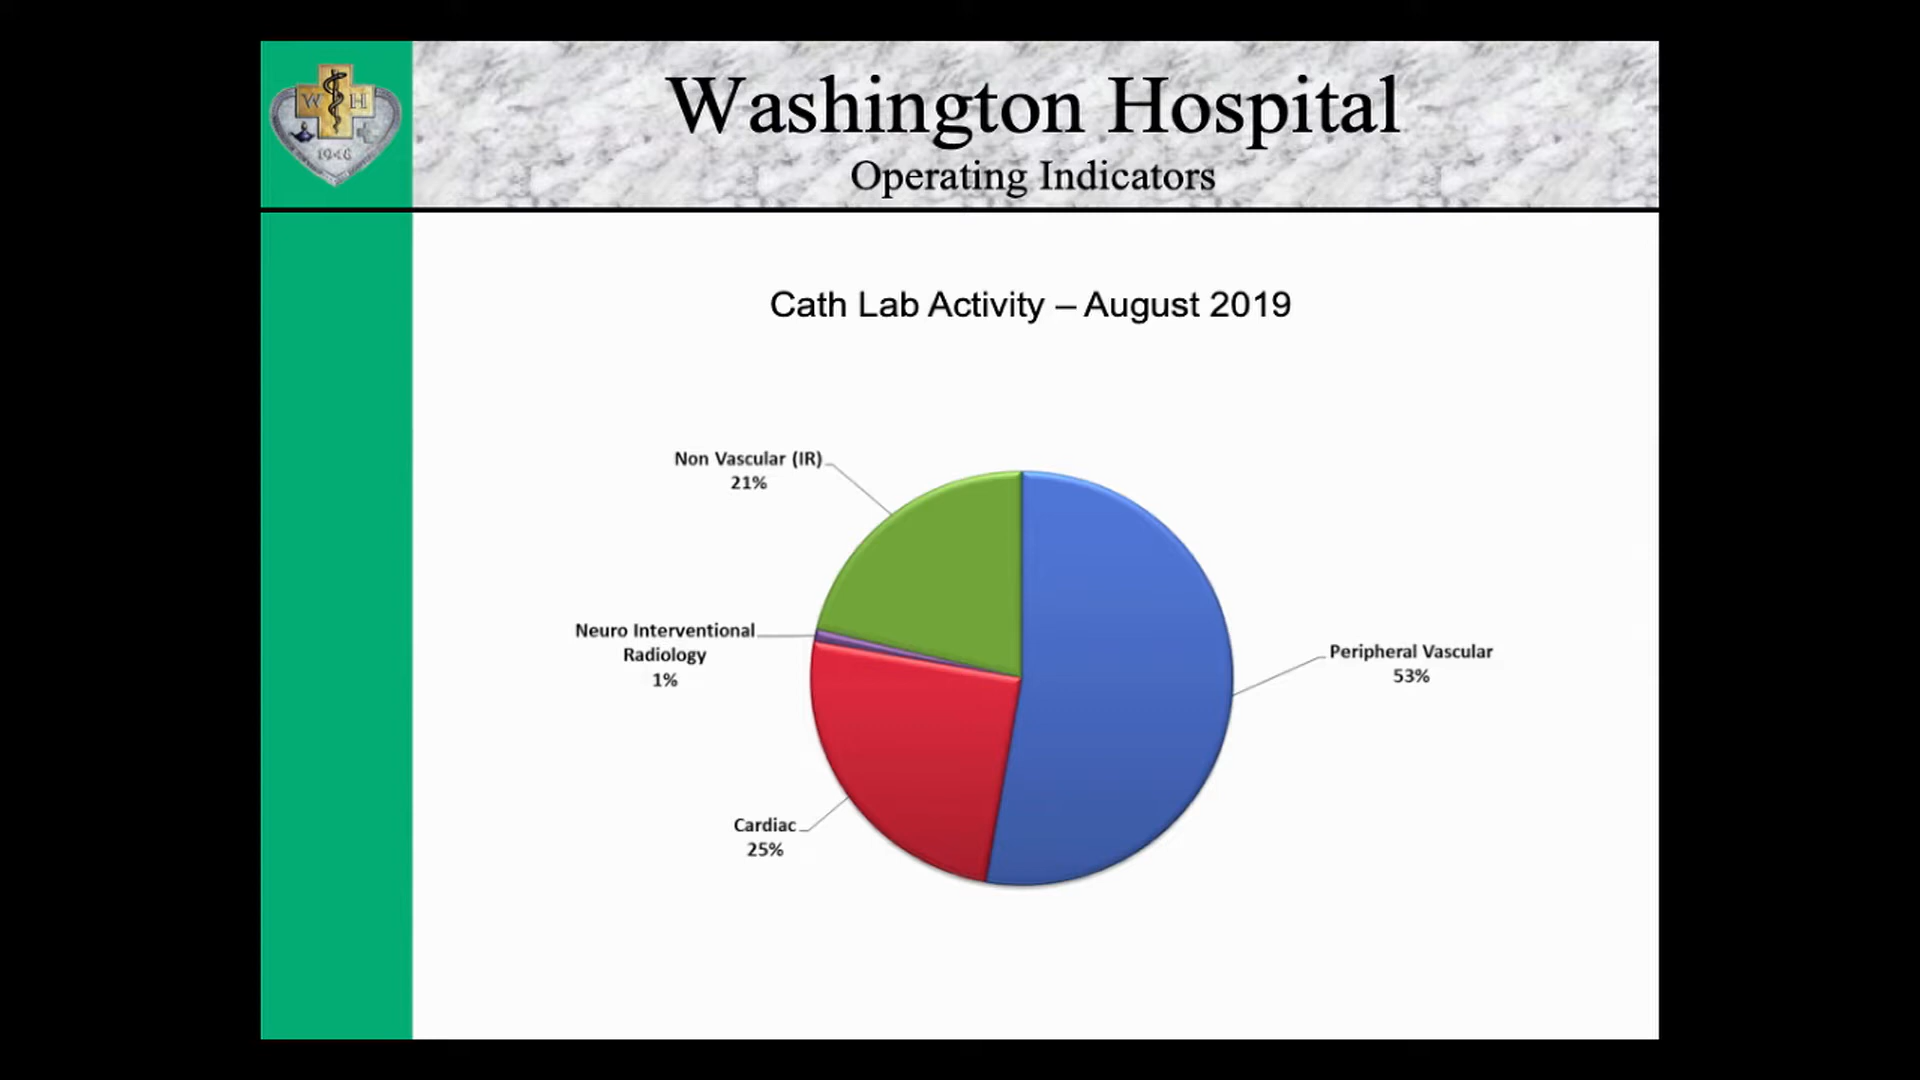 W H
1948
Washington Hospital
Operating Indicators
Cath Lab Activity – August 2019
Non Vascular (IR)
21%
Neuro Interventional
Radiology
1%
Peripheral Vascular
53%
Cardiac
25%